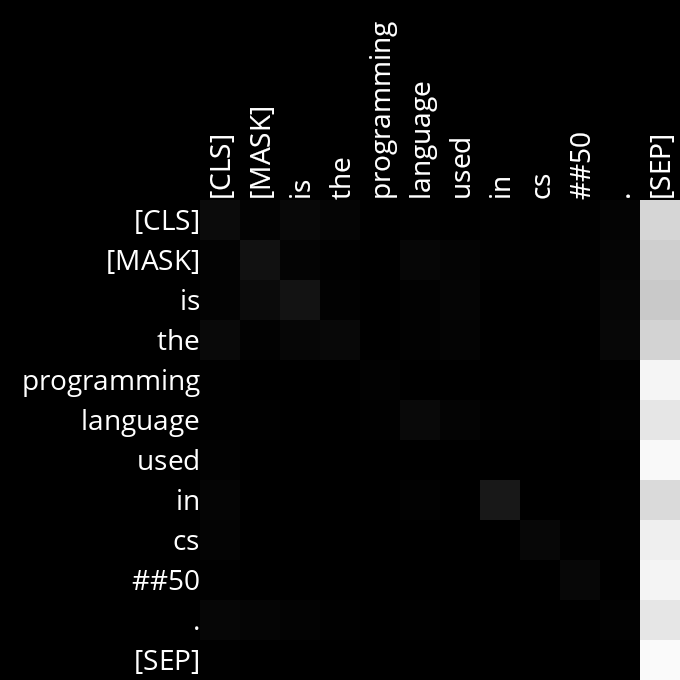 [CLS]
[MASK]
is
the
programming
language
used
in
cs
##50
.
[SEP]
[CLS]
[MASK]
is
the
programming
language
used
in
cs
##50
.
[SEP]